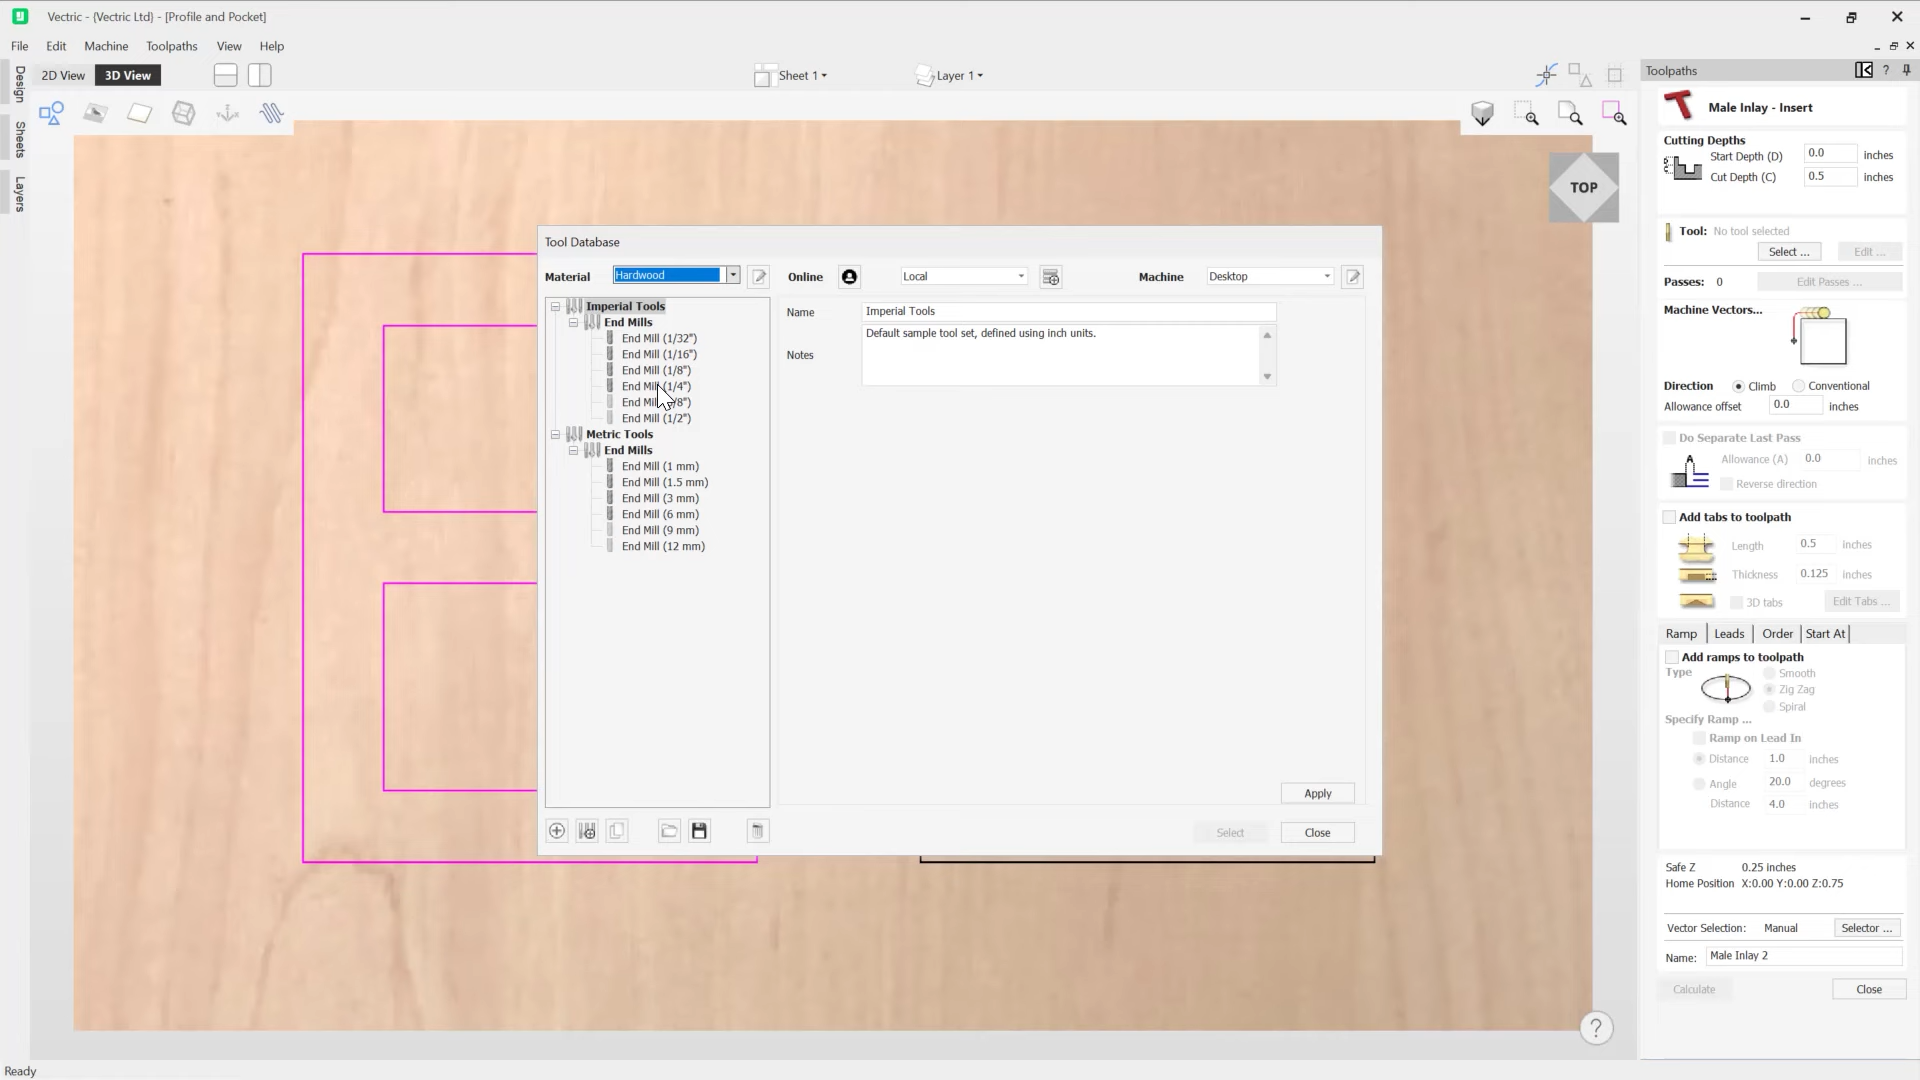 Vectric - {Vectric Ltd} - [Profile and Pocket]
File Edit Machine Toolpaths View Help
2D View 3D View Sheet 1 Layer 1
Design
Sheets
Layers
TOP
Tool Database
Material Hardwood Online Local Machine Desktop
Imperial Tools
End Mills
End Mill (1/32")
End Mill (1/16")
End Mill (1/8")
End Mill (1/4")
End Mill /8")
End Mill (1/2")
Metric Tools
End Mills
End Mill (1 mm)
End Mill (1.5 mm)
End Mill (3 mm)
End Mill (6 mm)
End Mill (9 mm)
End Mill (12 mm)
Name Imperial Tools
Notes Default sample tool set, defined using inch units.
Apply
Select Close
Toolpaths ?
Male Inlay - Insert
Cutting Depths
Start Depth (D) 0.0 inches
Cut Depth (C) 0.5 inches
Tool: No tool selected
Select ... Edit ...
Passes: 0 Edit Passes ...
Machine Vectors...
Direction Climb Conventional
Allowance offset 0.0 inches
Do Separate Last Pass
A Allowance (A) 0.0 inches
Reverse direction
Add tabs to toolpath
Length 0.5 inches
Thickness 0.125 inches
3D tabs Edit Tabs ...
Ramp Leads Order Start At
Add ramps to toolpath
Type Smooth
Zig Zag
Spiral
Specify Ramp ...
Ramp on Lead In
Distance 1.0 inches
Angle 20.0 degrees
Distance 4.0 inches
Safe Z 0.25 inches
Home Position X:0.00 Y:0.00 Z:0.75
Vector Selection: Manual Selector ...
Name: Male Inlay 2
Calculate Close
?
Ready